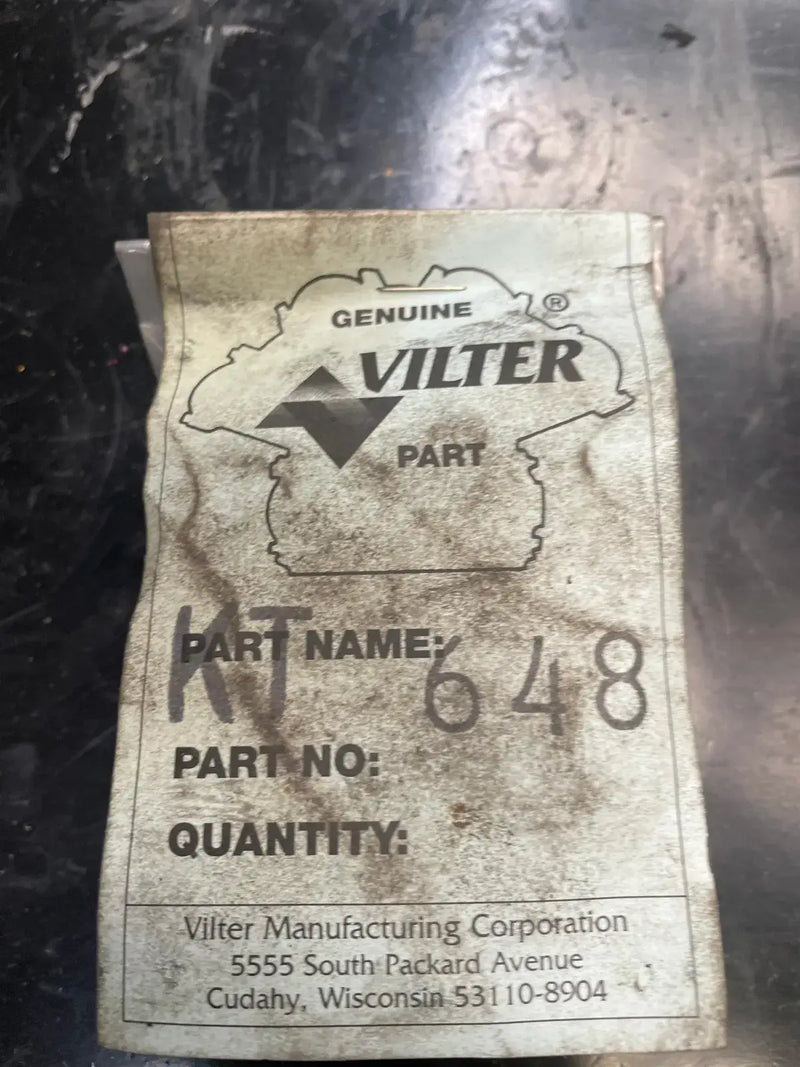 GENUINE ®
VILTER
PART
PART NAME:
KT 648
PART NO:
QUANTITY:
Vilter Manufacturing Corporation
5555 South Packard Avenue
Cudahy, Wisconsin 53110-8904